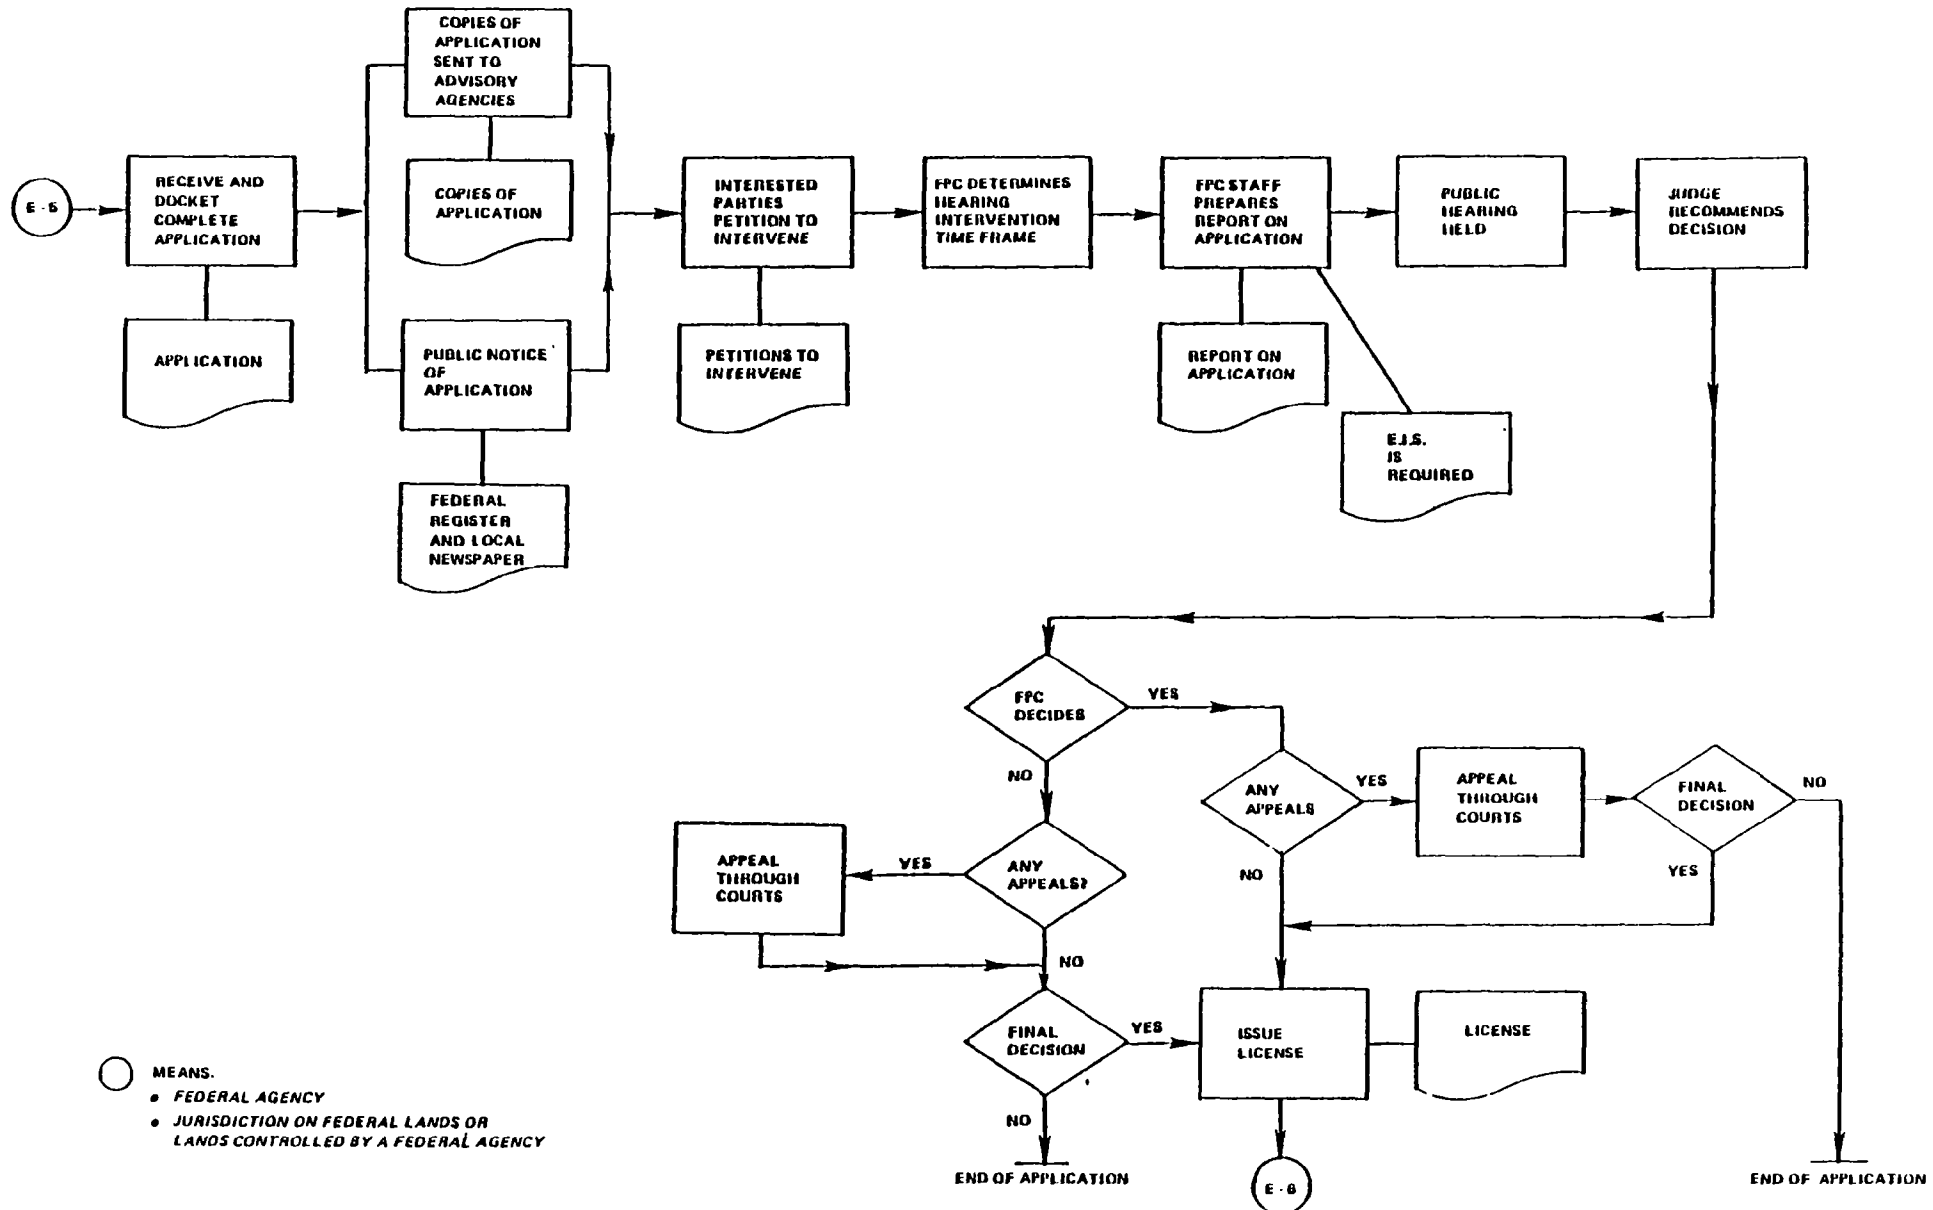 COPIES OF
APPLICATION
SENT TO
ADVISORY
AGENCIES
E - 5
RECEIVE AND
DOCKET
COMPLETE
APPLICATION
COPIES OF
APPLICATION
INTERESTED
PARTIES
PETITION TO
INTERVENE
FPC DETERMINES
HEARING
INTERVENTION
TIME FRAME
FPC STAFF
PREPARES
REPORT ON
APPLICATION
PUBLIC
HEARING
HELD
JUDGE
RECOMMENDS
DECISION
APPLICATION
PUBLIC NOTICE
OF
APPLICATION
PETITIONS TO
INTERVENE
REPORT ON
APPLICATION
E.I.S.
IS
REQUIRED
FEDERAL
REGISTER
AND LOCAL
NEWSPAPER
FPC
DECIDES
YES
NO
ANY
APPEALS
YES
APPEAL
THROUGH
COURTS
FINAL
DECISION
NO
APPEAL
THROUGH
COURTS
YES
ANY
APPEALS?
NO
YES
NO
FINAL
DECISION
YES
ISSUE
LICENSE
LICENSE
NO
END OF APPLICATION
E - 6
END OF APPLICATION
MEANS.
• FEDERAL AGENCY
• JURISDICTION ON FEDERAL LANDS OR
LANDS CONTROLLED BY A FEDERAL AGENCY